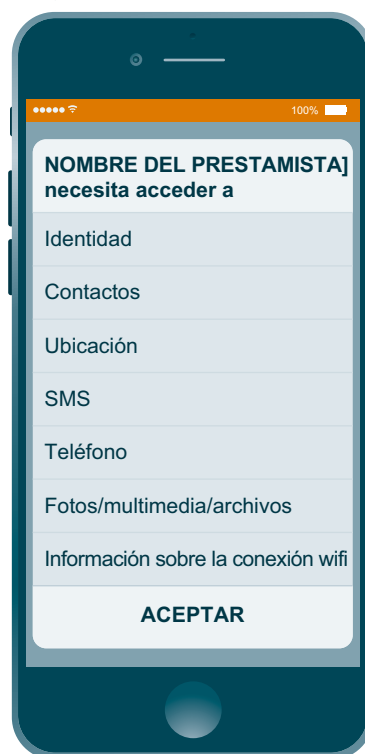 100%
NOMBRE DEL PRESTAMISTA]
necesita acceder a
Identidad
Contactos
Ubicación
SMS
Teléfono
Fotos/multimedia/archivos
Información sobre la conexión wifi
ACEPTAR